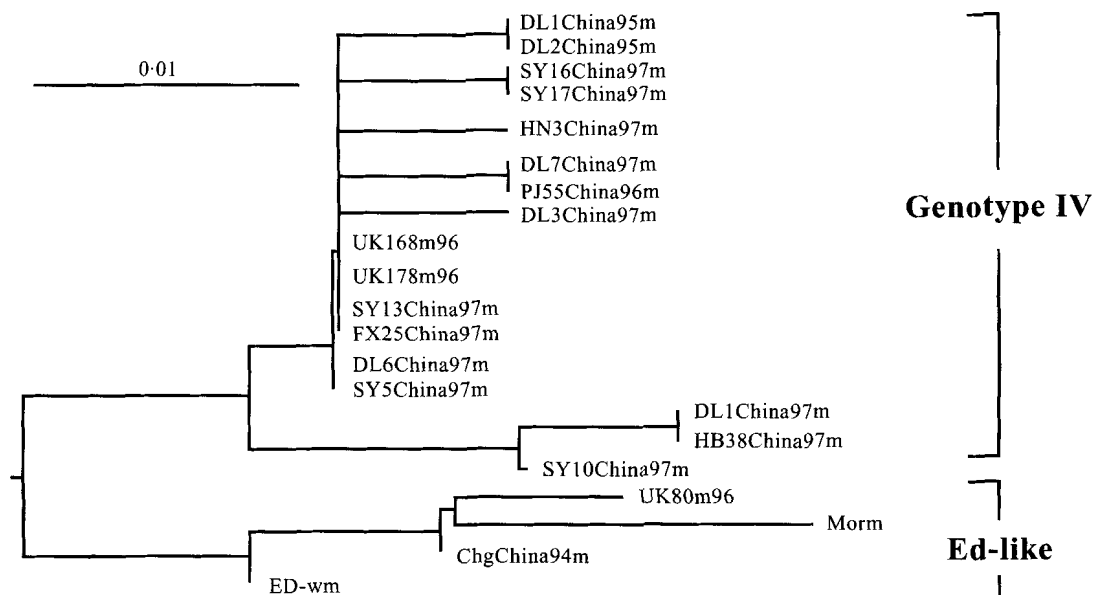 DL1China95m
DL2China95m
0·01
SY16China97m
SY17China97m
HN3China97m
DL7China97m
PJ55China96m
DL3China97m
Genotype IV
UK168m96
UK178m96
SY13China97m
FX25China97m
DL6China97m
SY5China97m
DL1China97m
HB38China97m
SY10China97m
UK80m96
Morm
Ed-like
ChgChina94m
ED-wm